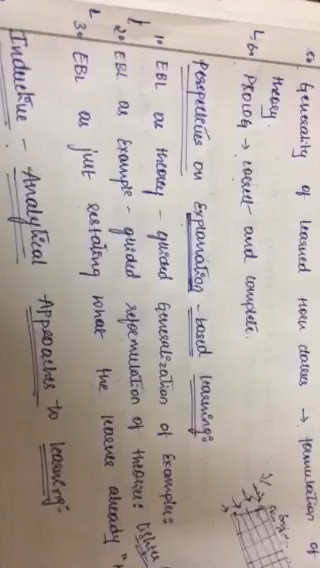 5) Generality of learned horn clauses → formulation of
theory.
6) PROLOG → correct and complete.
Perspectives on Explanation-based learning:
1° EBL as theory-guided Generalization of Examples:
2° EBL as Example-guided reformulation of theories:
3° EBL as just restating what the learner already
Inductive - Analytical Approaches to learning: